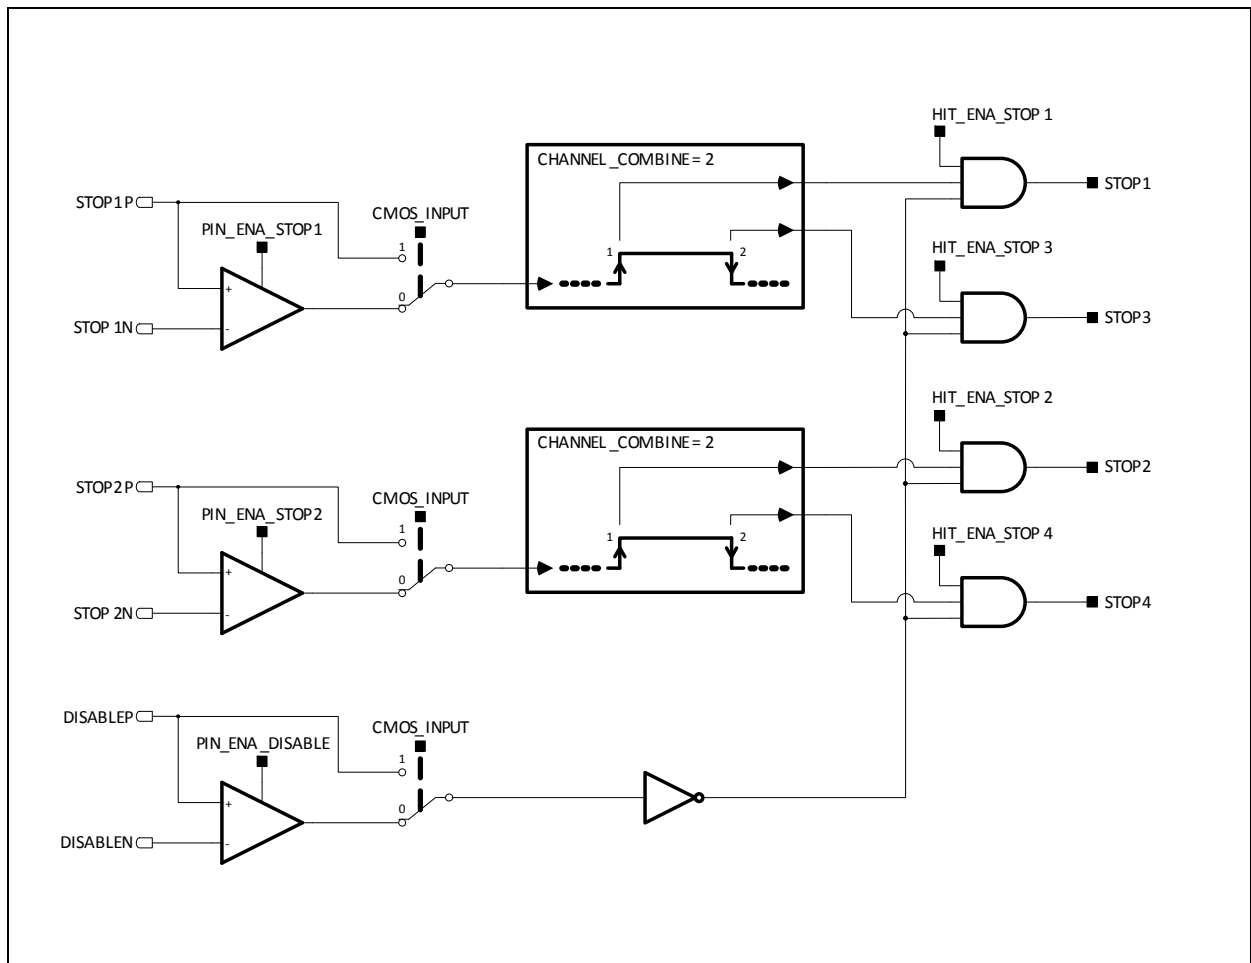 HIT_ENA_STOP 1
CHANNEL_COMBINE = 2
STOP1
STOP1P
CMOS_INPUT
PIN_ENA_STOP1
1
1
2
HIT_ENA_STOP 3
+
0
STOP3
STOP 1N
-
HIT_ENA_STOP 2
CHANNEL_COMBINE = 2
STOP2
STOP2P
CMOS_INPUT
PIN_ENA_STOP2
1
1
2
HIT_ENA_STOP 4
+
0
STOP4
STOP 2N
-
DISABLEP
CMOS_INPUT
PIN_ENA_DISABLE
1
+
0
DISABLEN
-